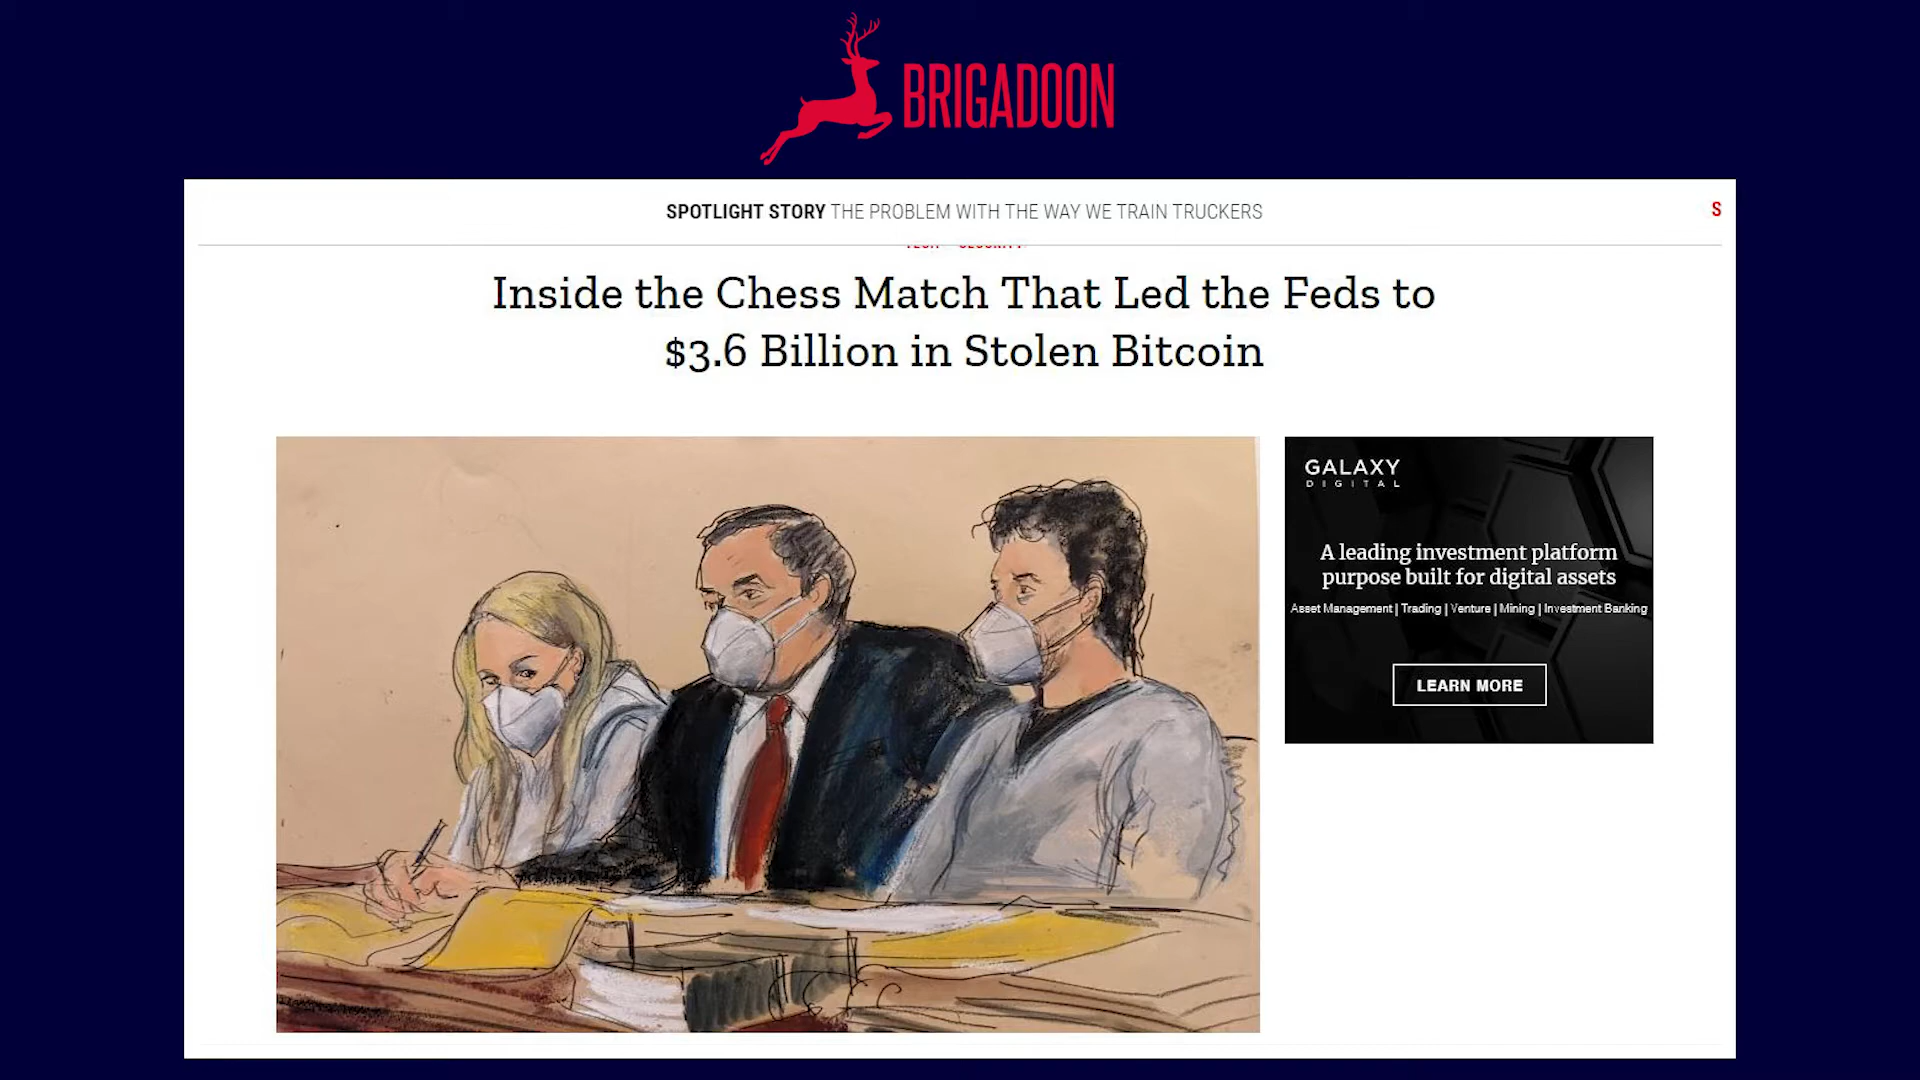 BRIGADOON
SPOTLIGHT STORY THE PROBLEM WITH THE WAY WE TRAIN TRUCKERS
S
Inside the Chess Match That Led the Feds to
$3.6 Billion in Stolen Bitcoin
GALAXY
DIGITAL
A leading investment platform
purpose built for digital assets
Asset Management | Trading | Venture | Mining | Investment Banking
LEARN MORE